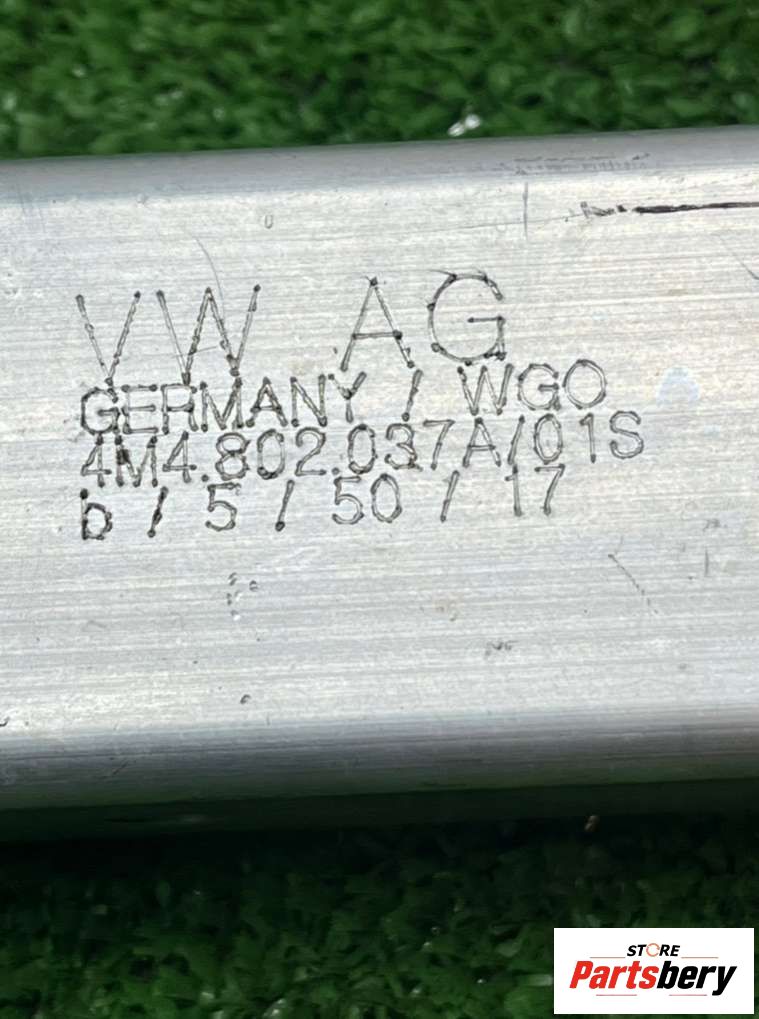 VW AG
GERMANY / WGO
4M4.802.037A/01S
b / 5 / 50 / 17
STORE
Partsbery